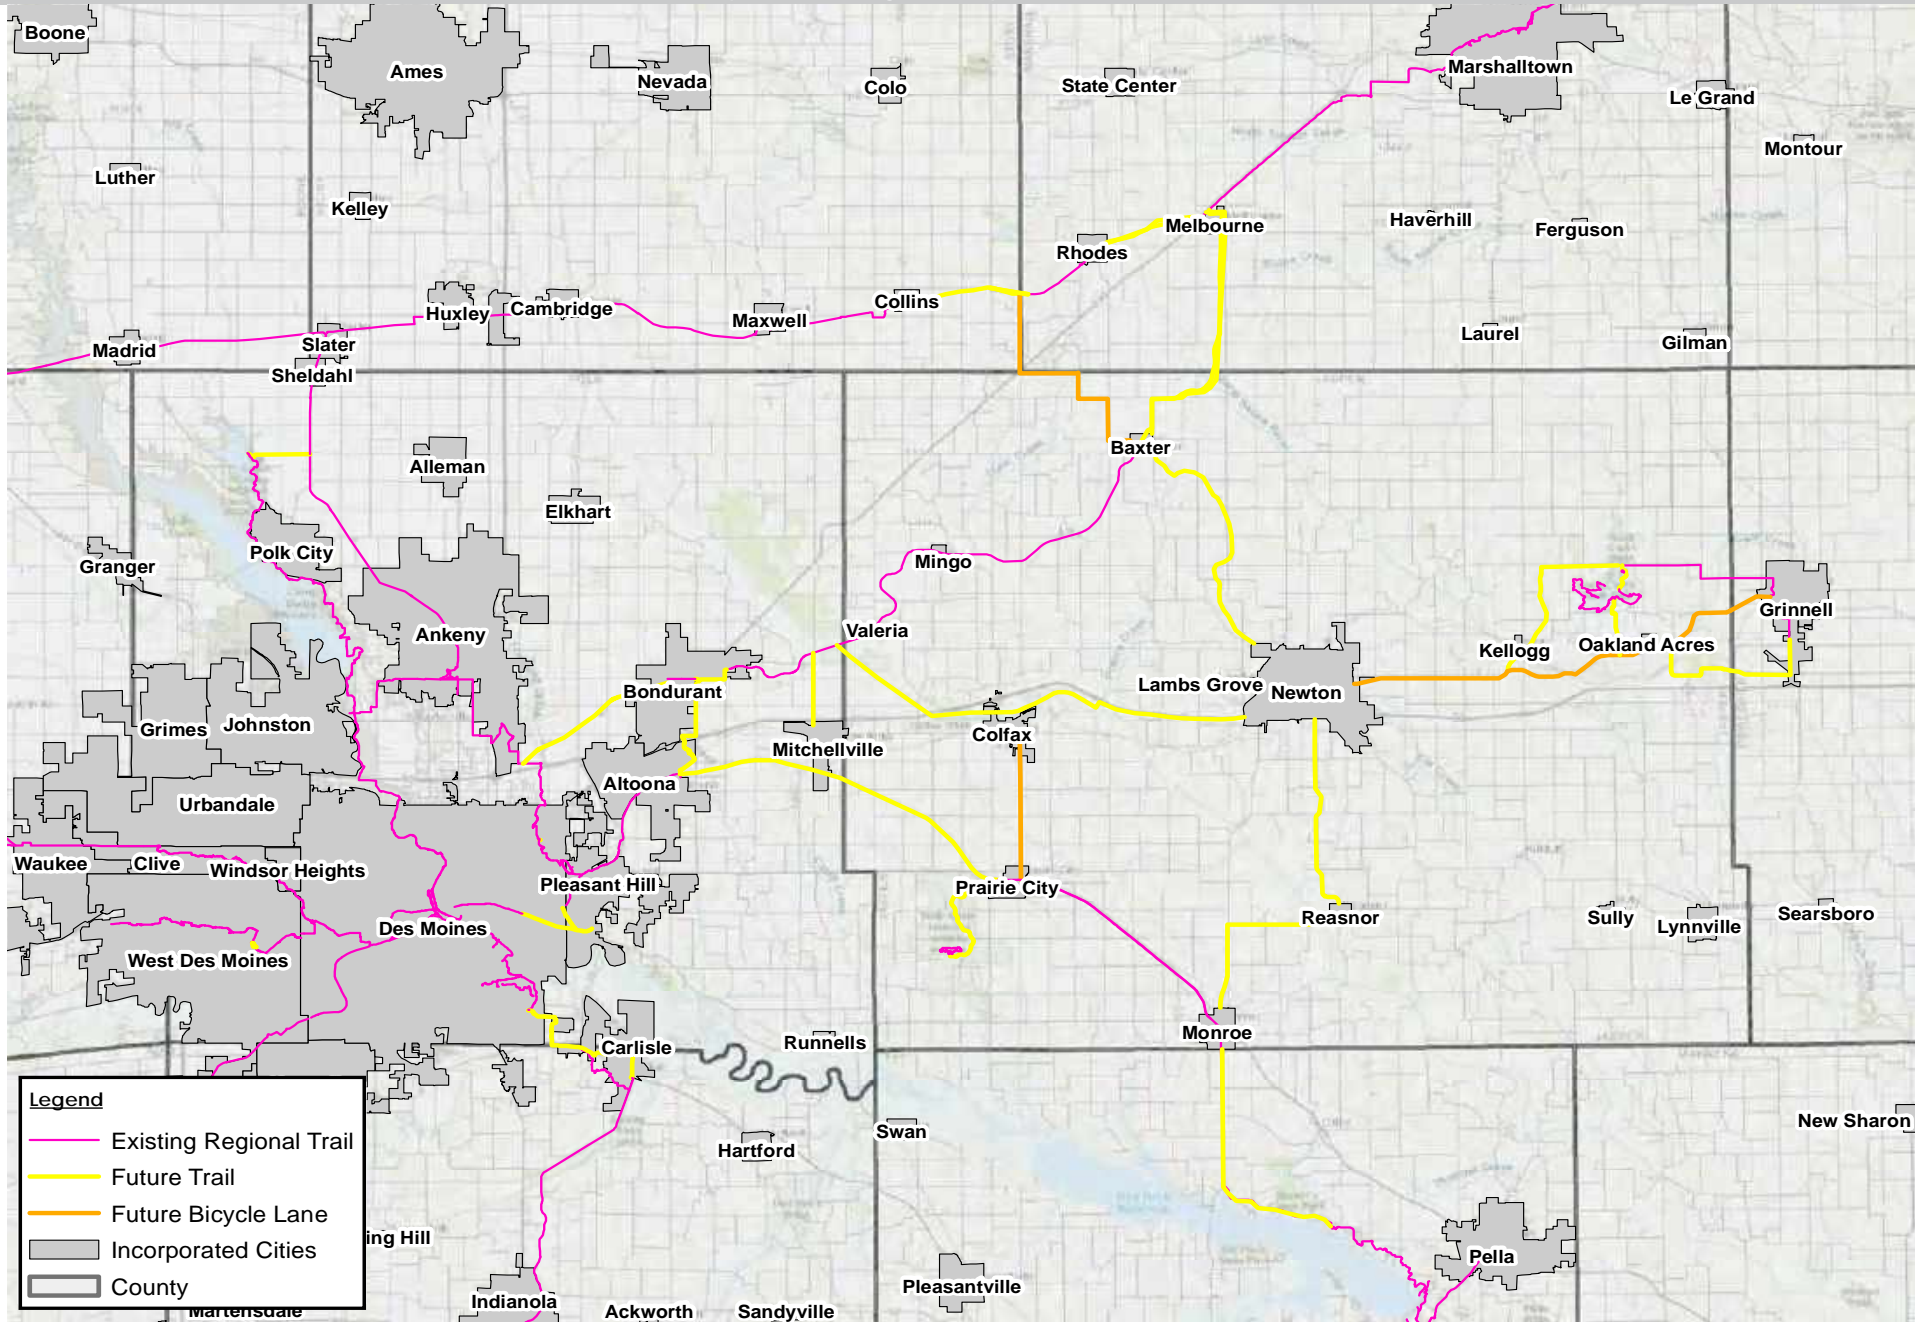 Boone
Ames
Nevada
Colo
State Center
Marshalltown
Le Grand
Montour
Luther
Kelley
Haverhill
Ferguson
Melbourne
Rhodes
Collins
Cambridge
Huxley
Maxwell
Slater
Madrid
Sheldahl
Laurel
Gilman
Alleman
Baxter
Elkhart
Polk City
Granger
Mingo
Ankeny
Valeria
Grinnell
Oakland Acres
Kellogg
Lambs Grove
Newton
Bondurant
Grimes
Johnston
Colfax
Mitchellville
Altoona
Urbandale
Waukee
Clive
Windsor Heights
Pleasant Hill
Prairie City
Des Moines
Reasnor
Sully
Lynnville
Searsboro
West Des Moines
Monroe
Runnells
Carlisle
Swan
Hartford
New Sharon
Legend
Existing Regional Trail
Future Trail
Future Bicycle Lane
Incorporated Cities
County
ing Hill
Pella
Pleasantville
Indianola
Martensdale
Ackworth
Sandyville